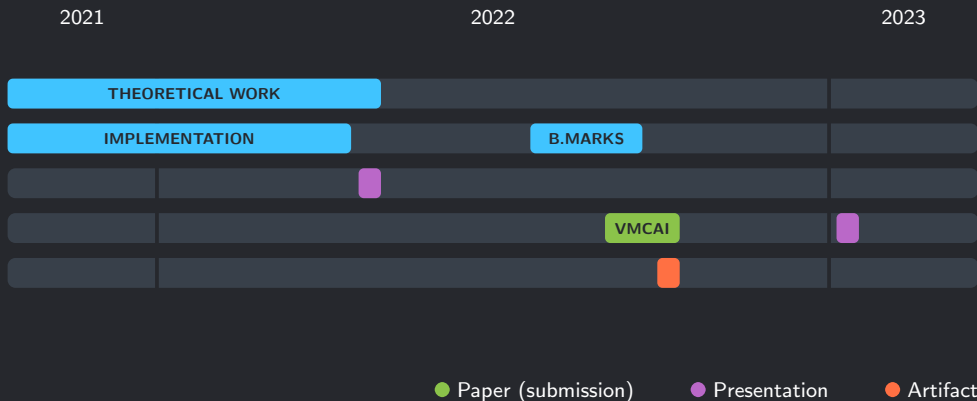 2021 2022 2023
THEORETICAL WORK
IMPLEMENTATION B.MARKS
VMCAI
Paper (submission) Presentation Artifact